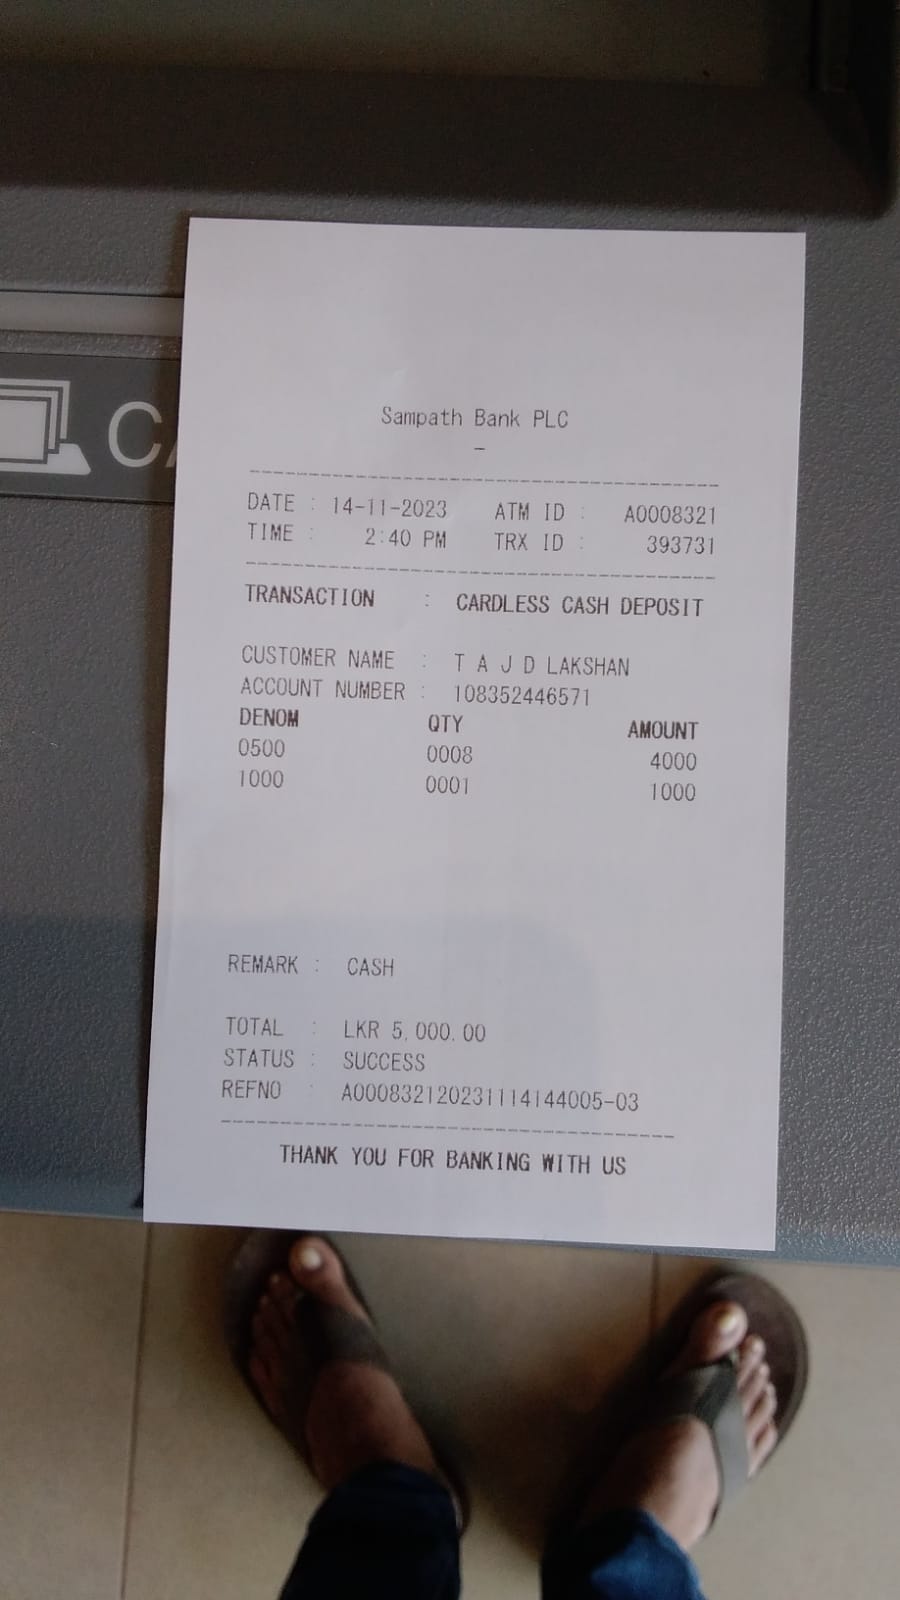 CA
Sampath Bank PLC
-
DATE : 14-11-2023 ATM ID : A0008321
TIME : 2:40 PM TRX ID : 393731
TRANSACTION : CARDLESS CASH DEPOSIT
CUSTOMER NAME : T A J D LAKSHAN
ACCOUNT NUMBER : 108352446571
DENOM QTY AMOUNT
0500 0008 4000
1000 0001 1000
REMARK : CASH
TOTAL : LKR 5,000.00
STATUS : SUCCESS
REFNO : A000832120231114144005-03
THANK YOU FOR BANKING WITH US